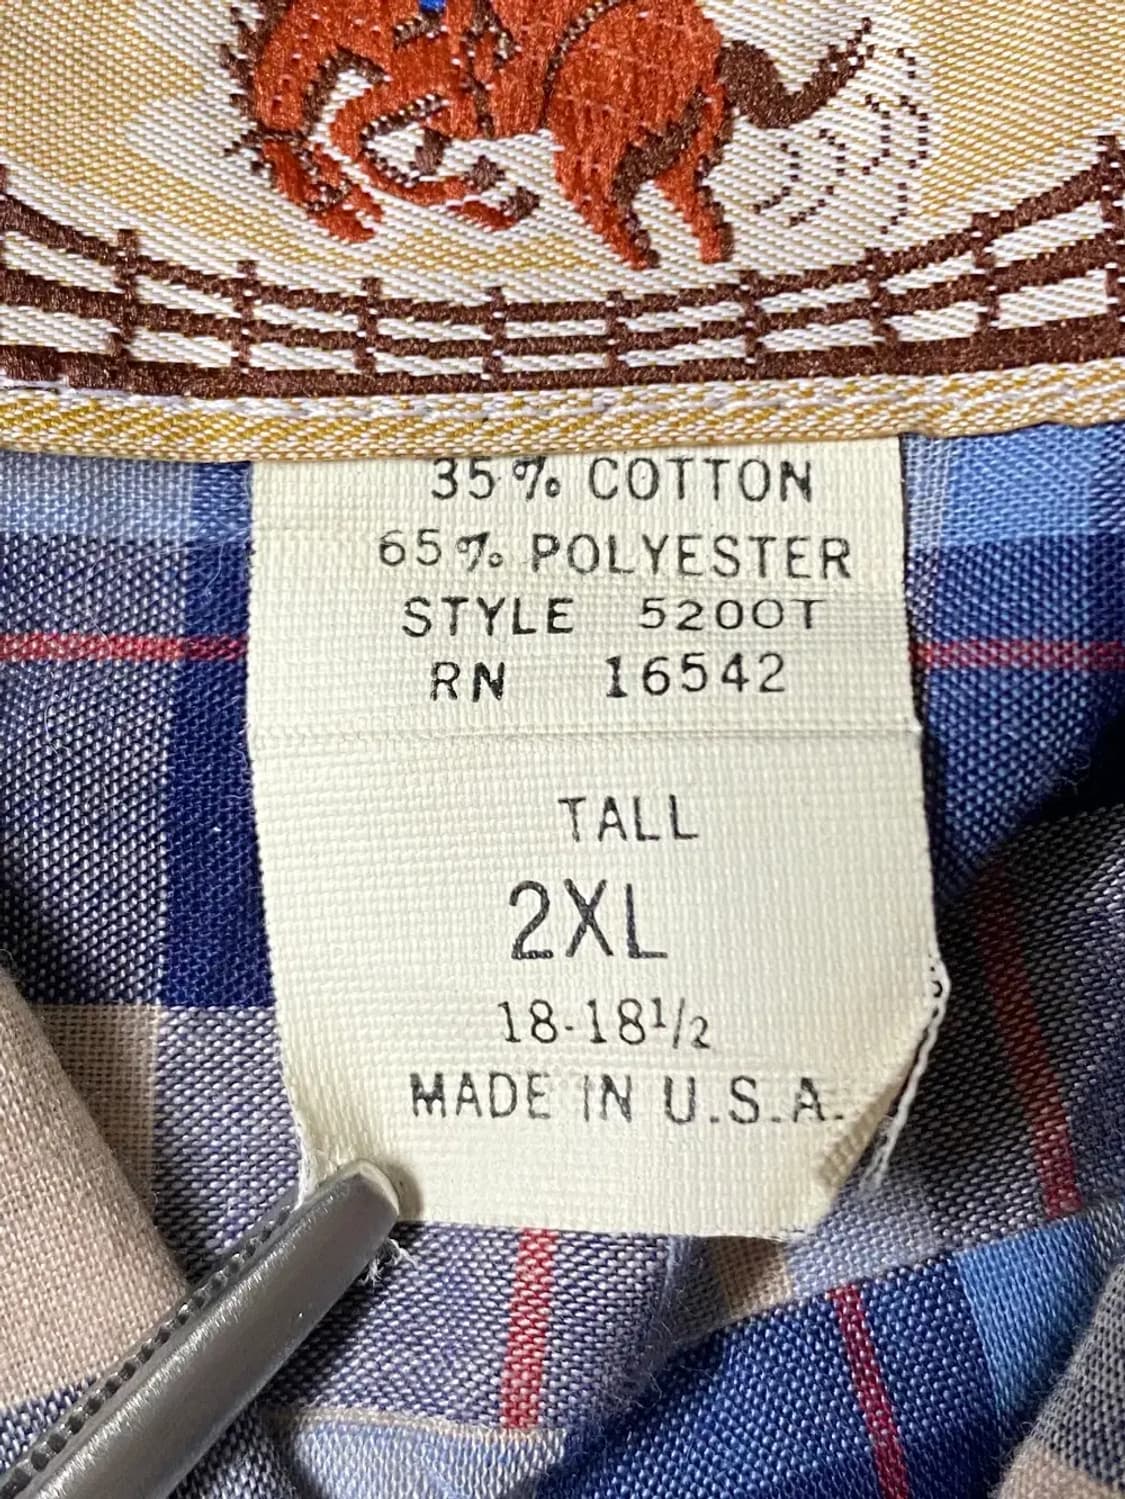 35% COTTON
65% POLYESTER
STYLE 5200T
RN 16542
TALL
2XL
18-18½
MADE IN U.S.A.